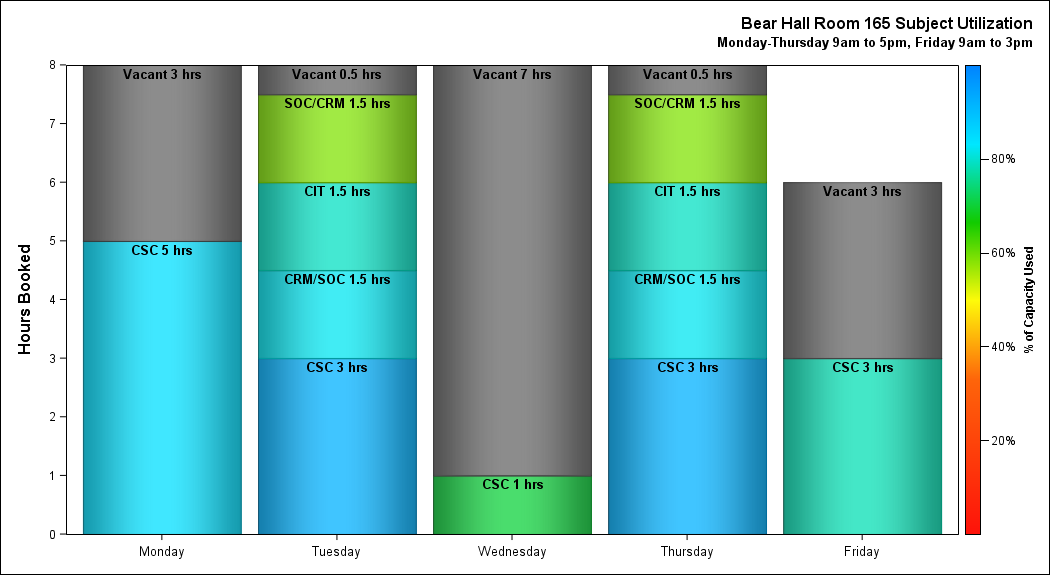 Bear Hall Room 165 Subject Utilization
Monday-Thursday 9am to 5pm, Friday 9am to 3pm
Hours Booked
8
7
6
5
4
3
2
1
0
Vacant 3 hrs
CSC 5 hrs
Monday
Vacant 0.5 hrs
SOC/CRM 1.5 hrs
CIT 1.5 hrs
CRM/SOC 1.5 hrs
CSC 3 hrs
Tuesday
Vacant 7 hrs
CSC 1 hrs
Wednesday
Vacant 0.5 hrs
SOC/CRM 1.5 hrs
CIT 1.5 hrs
CRM/SOC 1.5 hrs
CSC 3 hrs
Thursday
Vacant 3 hrs
CSC 3 hrs
Friday
80%
60%
40%
20%
% of Capacity Used